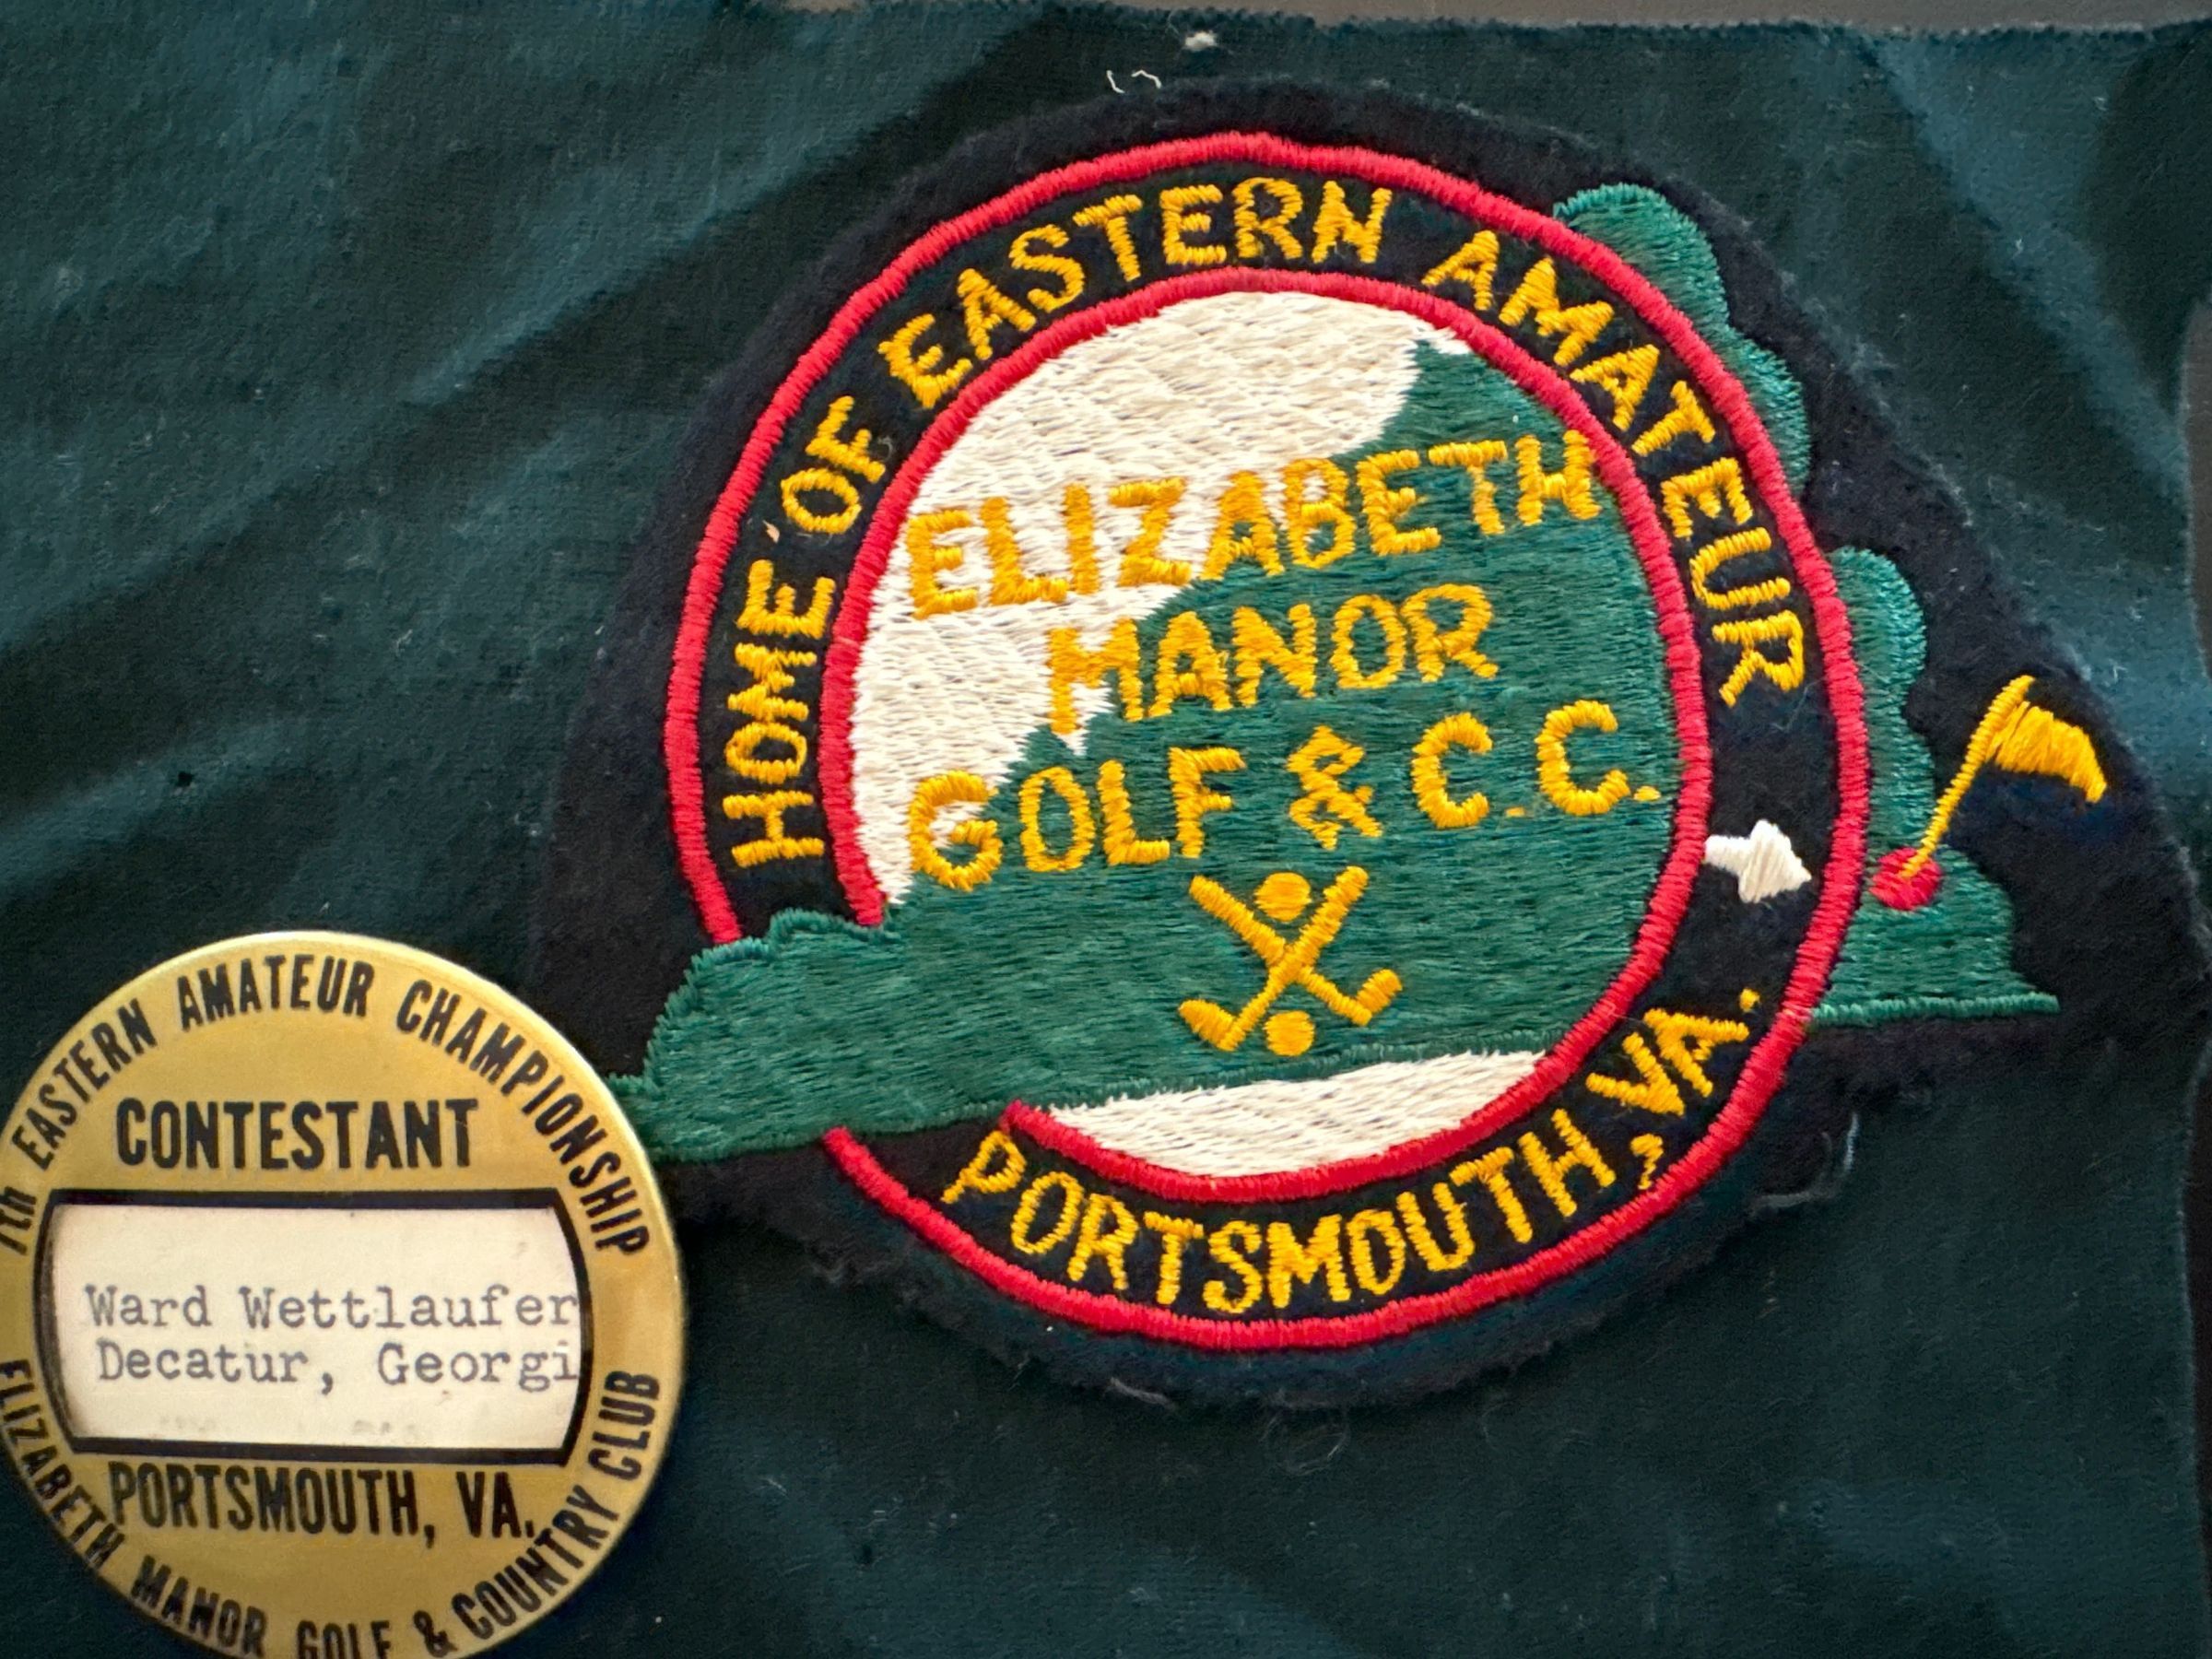 HOME OF EASTERN AMATEUR
ELIZABETH
MANOR
GOLF & C.C.
PORTSMOUTH, VA.
7th EASTERN AMATEUR CHAMPIONSHIP
CONTESTANT
Ward Wettlaufer
Decatur, Georgi
PORTSMOUTH, VA.
ELIZABETH MANOR GOLF & COUNTRY CLUB